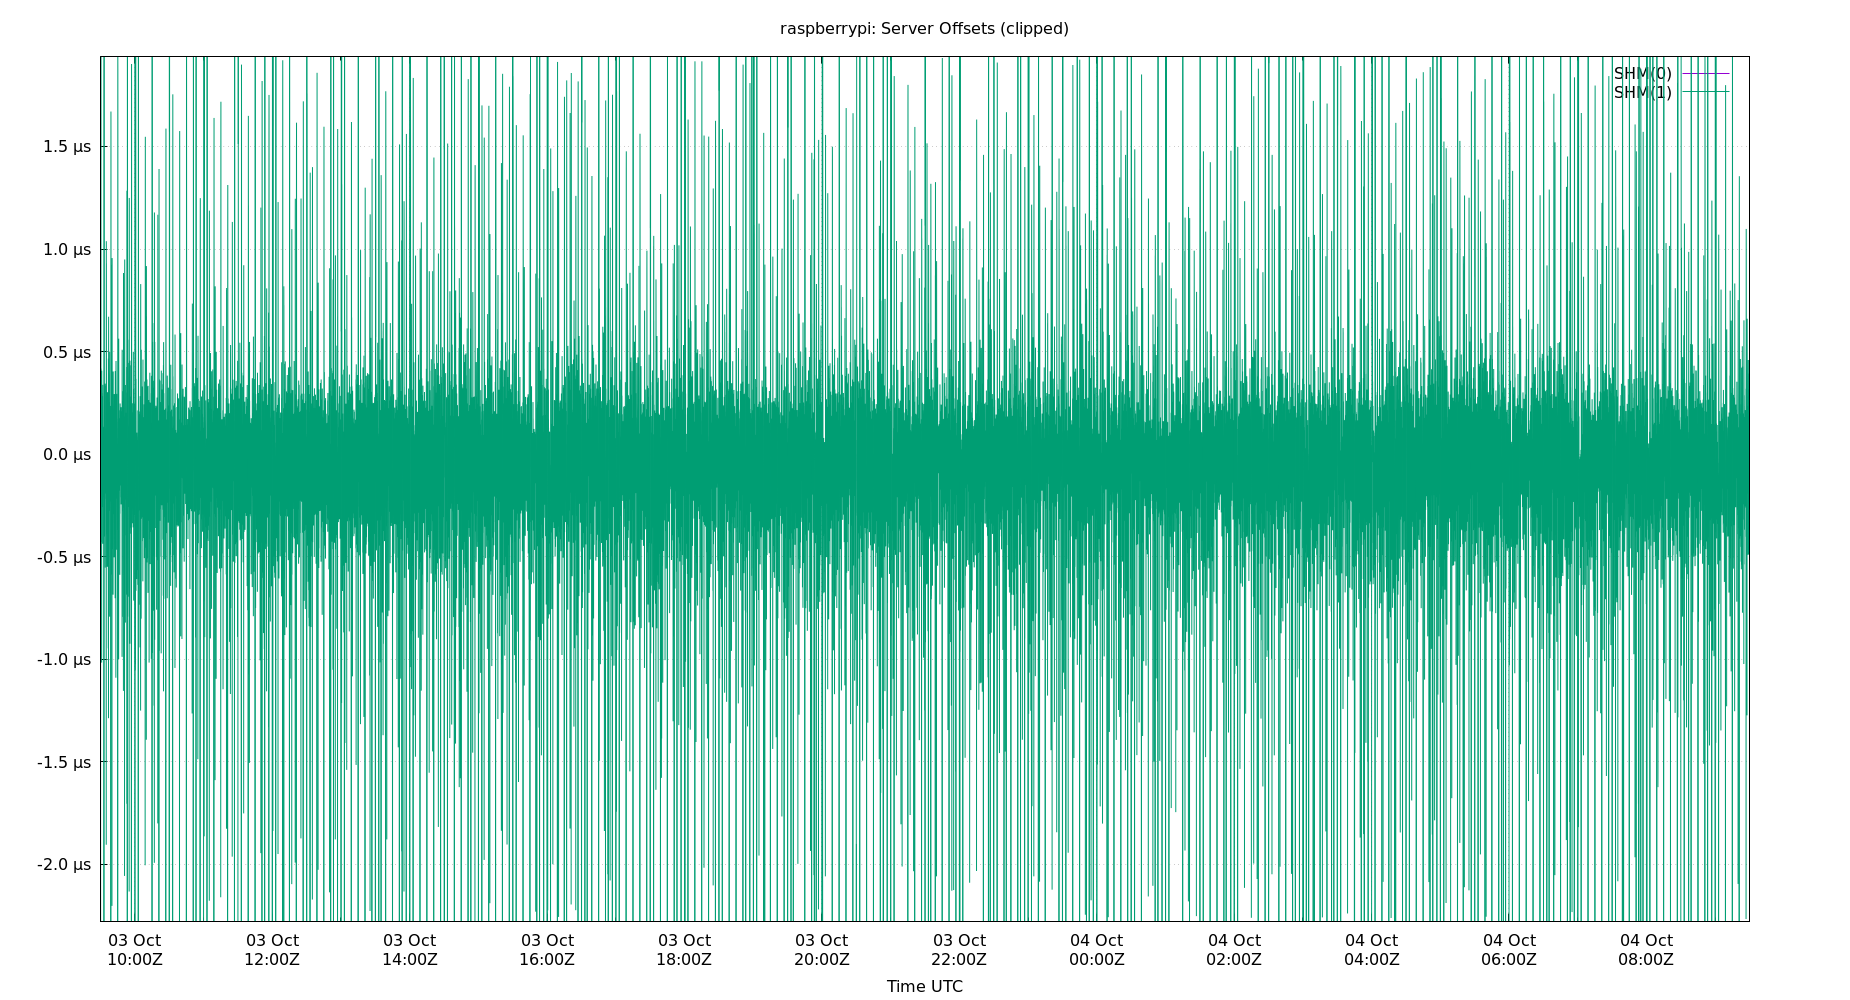 raspberrypi: Server Offsets (clipped)
SHM(0)
SHM(1)
1.5 µs
1.0 µs
0.5 µs
0.0 µs
-0.5 µs
-1.0 µs
-1.5 µs
-2.0 µs
03 Oct 03 Oct 03 Oct 03 Oct 03 Oct 03 Oct 03 Oct 04 Oct 04 Oct 04 Oct 04 Oct 04 Oct
10:00Z 12:00Z 14:00Z 16:00Z 18:00Z 20:00Z 22:00Z 00:00Z 02:00Z 04:00Z 06:00Z 08:00Z
Time UTC